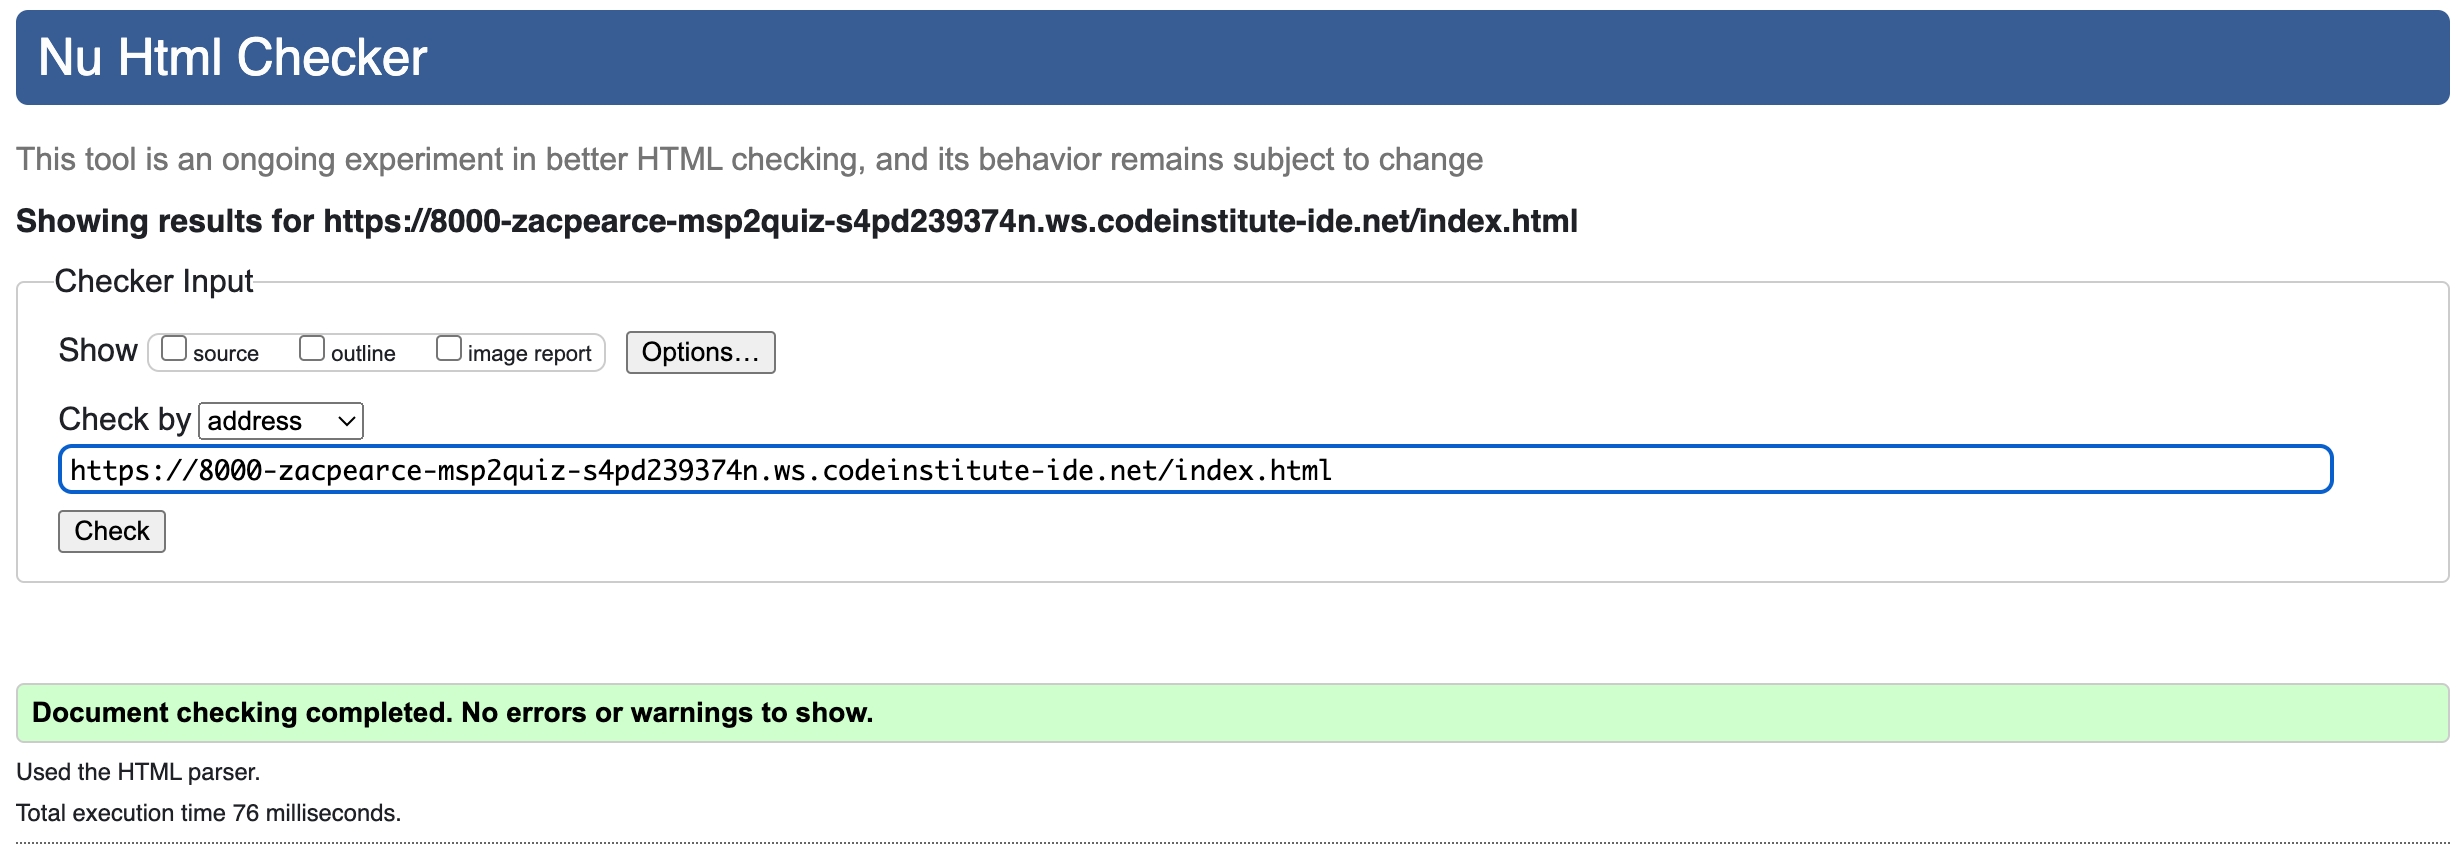 Nu Html Checker
This tool is an ongoing experiment in better HTML checking, and its behavior remains subject to change
Showing results for https://8000-zacpearce-msp2quiz-s4pd239374n.ws.codeinstitute-ide.net/index.html
Checker Input
Show source outline image report Options…
Check by address
https://8000-zacpearce-msp2quiz-s4pd239374n.ws.codeinstitute-ide.net/index.html
Check
Document checking completed. No errors or warnings to show.
Used the HTML parser.
Total execution time 76 milliseconds.